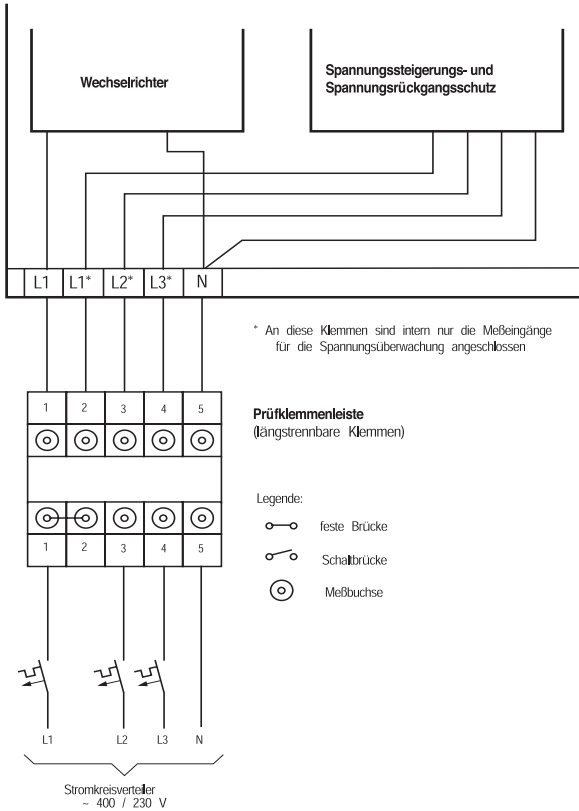 Wechselrichter
Spannungssteigerungs- und
Spannungsrückgangsschutz
L1 L1* L2* L3* N
* An diese Klemmen sind intern nur die Meßeingänge
für die Spannungsüberwachung angeschlossen
1 2 3 4 5
Prüfklemmenleiste
(längstrennbare Klemmen)
Legende:
feste Brücke
Schaltbrücke
Meßbuchse
1 2 3 4 5
L1 L2 L3 N
Stromkreisverteiler
~ 400 / 230 V